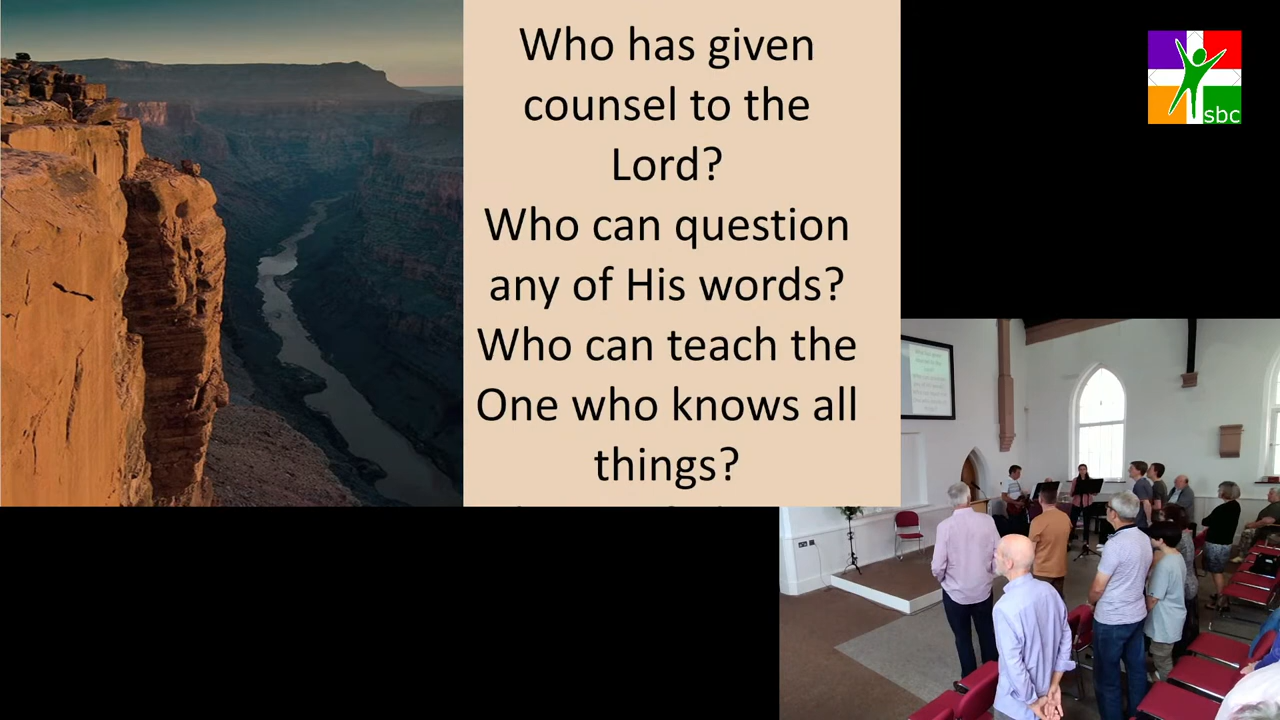 Who has given
counsel to the
Lord?
Who can question
any of His words?
Who can teach the
One who knows all
things?
sbc